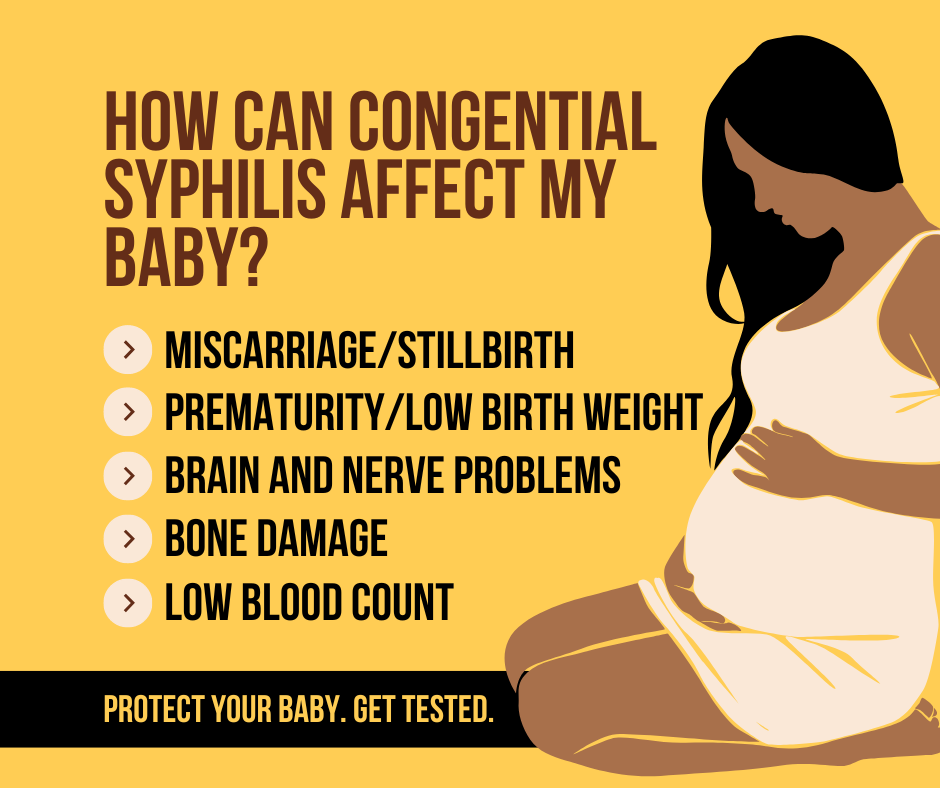 HOW CAN CONGENTIAL
SYPHILIS AFFECT MY
BABY?
MISCARRIAGE/STILLBIRTH
PREMATURITY/LOW BIRTH WEIGHT
BRAIN AND NERVE PROBLEMS
BONE DAMAGE
LOW BLOOD COUNT
PROTECT YOUR BABY. GET TESTED.